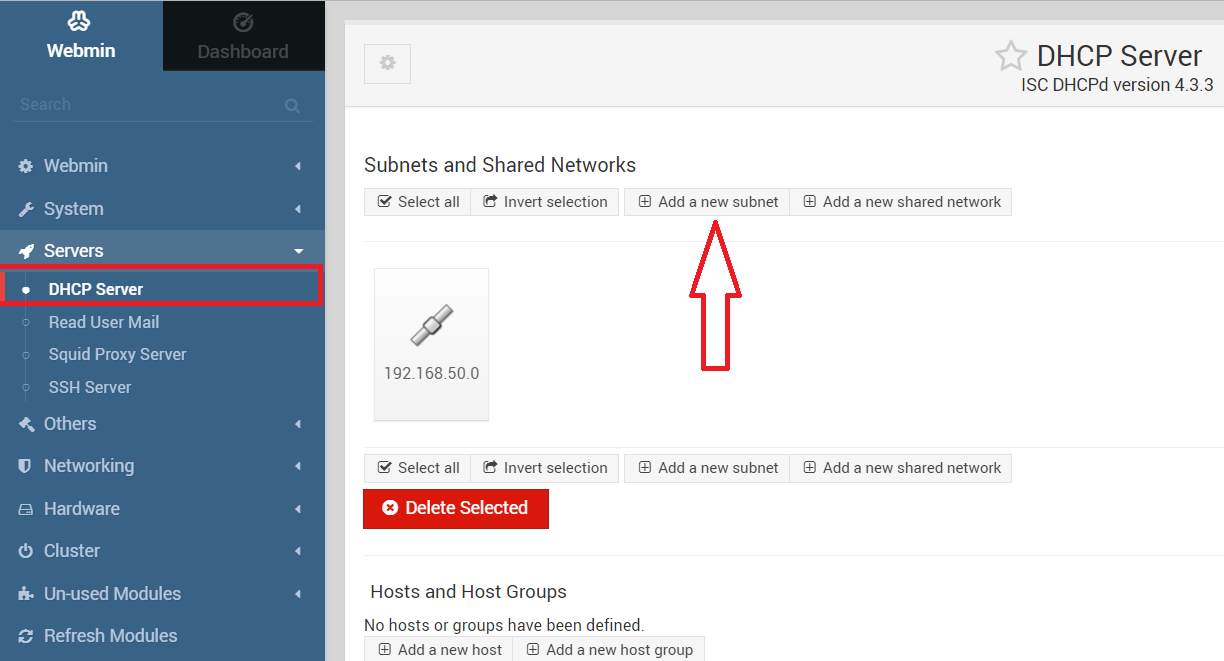 Webmin
Dashboard
Search
Webmin
System
Servers
DHCP Server
Read User Mail
Squid Proxy Server
SSH Server
Others
Networking
Hardware
Cluster
Un-used Modules
Refresh Modules
DHCP Server
ISC DHCPd version 4.3.3
Subnets and Shared Networks
Select all Invert selection Add a new subnet Add a new shared network
192.168.50.0
Select all Invert selection Add a new subnet Add a new shared network
Delete Selected
Hosts and Host Groups
No hosts or groups have been defined.
Add a new host Add a new host group